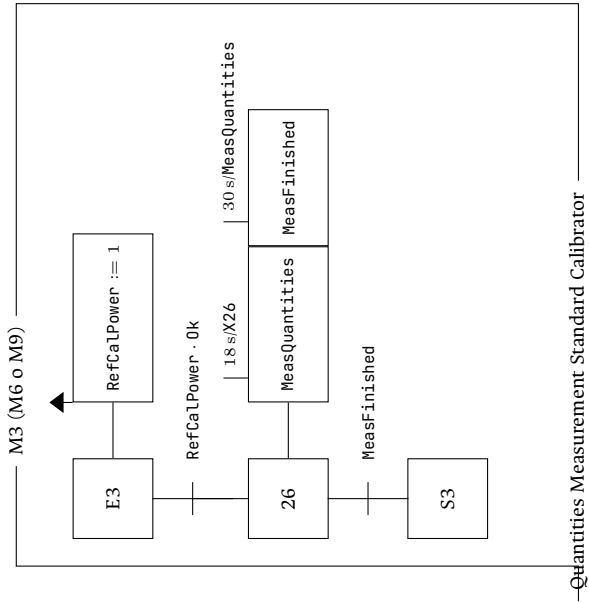 M3 (M6 o M9)
E3
RefCalPower := 1
RefCalPower · Ok
26
18 s/X26
MeasQuantities
30 s/MeasQuantities
MeasFinished
MeasFinished
S3
Quantities Measurement Standard Calibrator